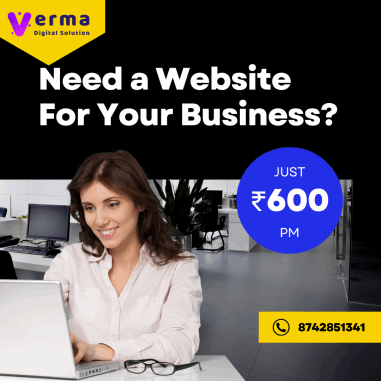 Verma
Digital Solution
Need a Website
For Your Business?
JUST
₹600
PM
8742851341